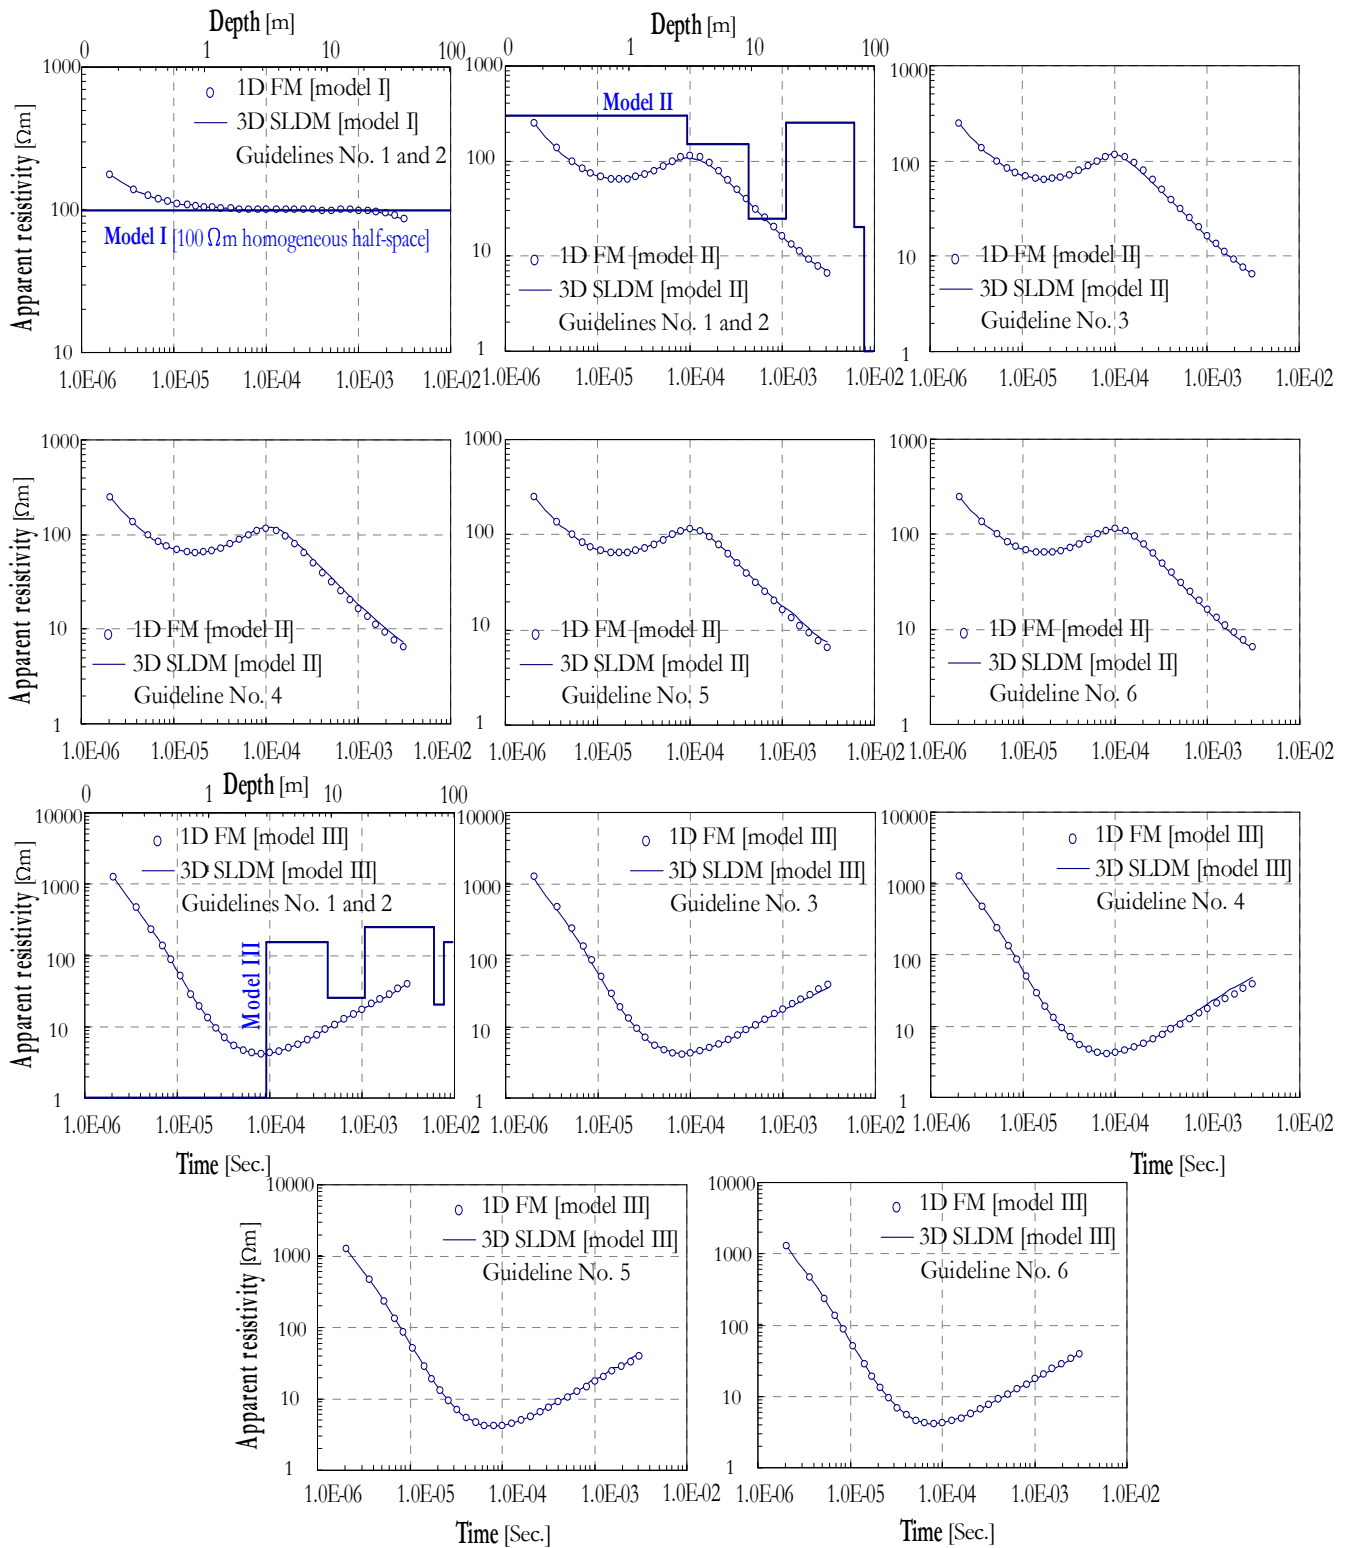 Depth [m]
0 1 10 100
1000
100
10
Apparent resistivity [Ωm]
1D FM [model I]
3D SLDM [model I]
Guidelines No. 1 and 2
Model I [100 Ωm homogeneous half-space]
1.0E-06 1.0E-05 1.0E-04 1.0E-03 1.0E-02
Depth [m]
0 1 10 100
1000
100
10
1
Model II
1D FM [model II]
3D SLDM [model II]
Guidelines No. 1 and 2
1.0E-06 1.0E-05 1.0E-04 1.0E-03 1.0E-02
1000
100
10
1
1D FM [model II]
3D SLDM [model II]
Guideline No. 3
1.0E-06 1.0E-05 1.0E-04 1.0E-03 1.0E-02
1000
100
10
1
Apparent resistivity [Ωm]
1D FM [model II]
3D SLDM [model II]
Guideline No. 4
1.0E-06 1.0E-05 1.0E-04 1.0E-03 1.0E-02
1000
100
10
1
1D FM [model II]
3D SLDM [model II]
Guideline No. 5
1.0E-06 1.0E-05 1.0E-04 1.0E-03 1.0E-02
1000
100
10
1
1D FM [model II]
3D SLDM [model II]
Guideline No. 6
1.0E-06 1.0E-05 1.0E-04 1.0E-03 1.0E-02
Depth [m]
0 1 10 100
10000
1000
100
10
1
Apparent resistivity [Ωm]
1D FM [model III]
3D SLDM [model III]
Guidelines No. 1 and 2
Model III
1.0E-06 1.0E-05 1.0E-04 1.0E-03 1.0E-02
Time [Sec.]
10000
1000
100
10
1
1D FM [model III]
3D SLDM [model III]
Guideline No. 3
1.0E-06 1.0E-05 1.0E-04 1.0E-03 1.0E-02
10000
1000
100
10
1
1D FM [model III]
3D SLDM [model III]
Guideline No. 4
1.0E-06 1.0E-05 1.0E-04 1.0E-03 1.0E-02
Time [Sec.]
10000
1000
100
10
1
Apparent resistivity [Ωm]
1D FM [model III]
3D SLDM [model III]
Guideline No. 5
1.0E-06 1.0E-05 1.0E-04 1.0E-03 1.0E-02
Time [Sec.]
10000
1000
100
10
1
1D FM [model III]
3D SLDM [model III]
Guideline No. 6
1.0E-06 1.0E-05 1.0E-04 1.0E-03 1.0E-02
Time [Sec.]